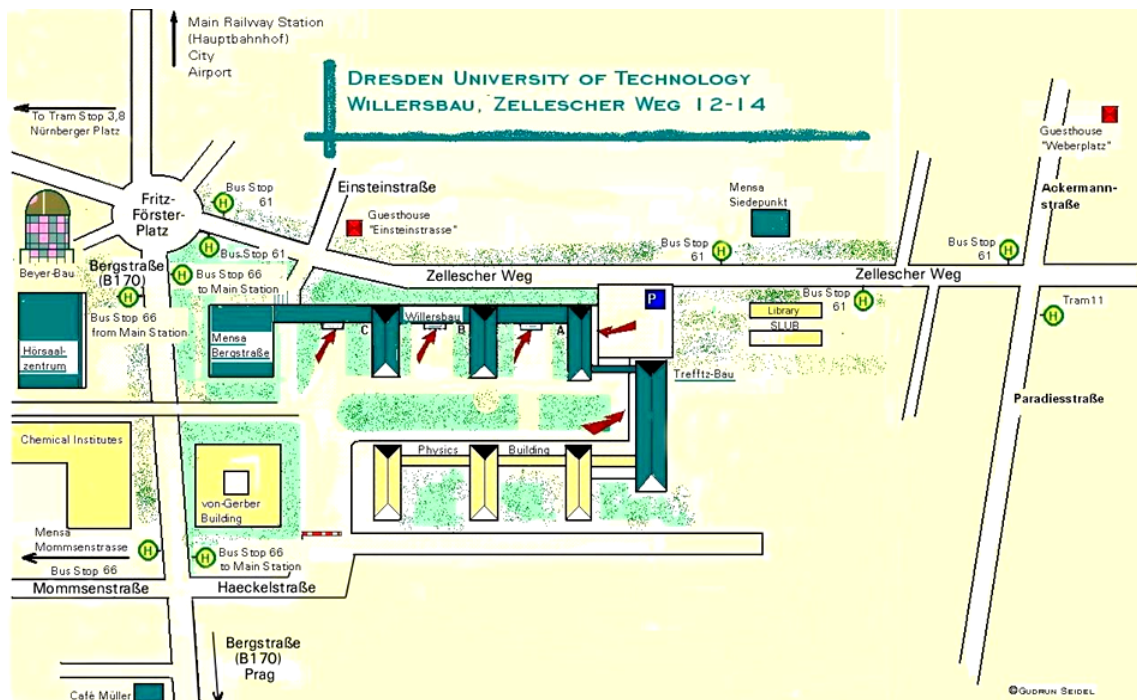 Main Railway Station
(Hauptbahnhof)
City
Airport
DRESDEN UNIVERSITY OF TECHNOLOGY
WILLERSBAU, ZELLESCHER WEG 12-14
To Tram Stop 3,8
Nürnberger Platz
Guesthouse
"Weberplatz"
Fritz-
Förster-
Platz
H
Bus Stop
61
Einsteinstraße
Guesthouse
"Einsteinstrasse"
Mensa
Siedepunkt
Ackermann-
straße
Beyer-Bau
H
Bus Stop 61
Bergstraße
(B170)
H
Bus Stop 66
to Main Station
H
Bus Stop 66
from Main Station
Zellescher Weg
Bus Stop
61
H
Zellescher Weg
Bus Stop
61
H
P
Bus Stop
61
H
H
Tram11
Hörsaal-
zentrum
Mensa
Bergstraße
Willersbau
C
B
A
Library
SLUB
Trefftz-Bau
Paradiesstraße
Chemical Institutes
Physics Building
von-Gerber
Building
Mensa
Mommsenstrasse
H
Bus Stop 66
H
Bus Stop 66
to Main Station
Mommsenstraße
Haeckelstraße
Bergstraße
(B170)
Prag
Café Müller
©GUDRUN SEIDEL